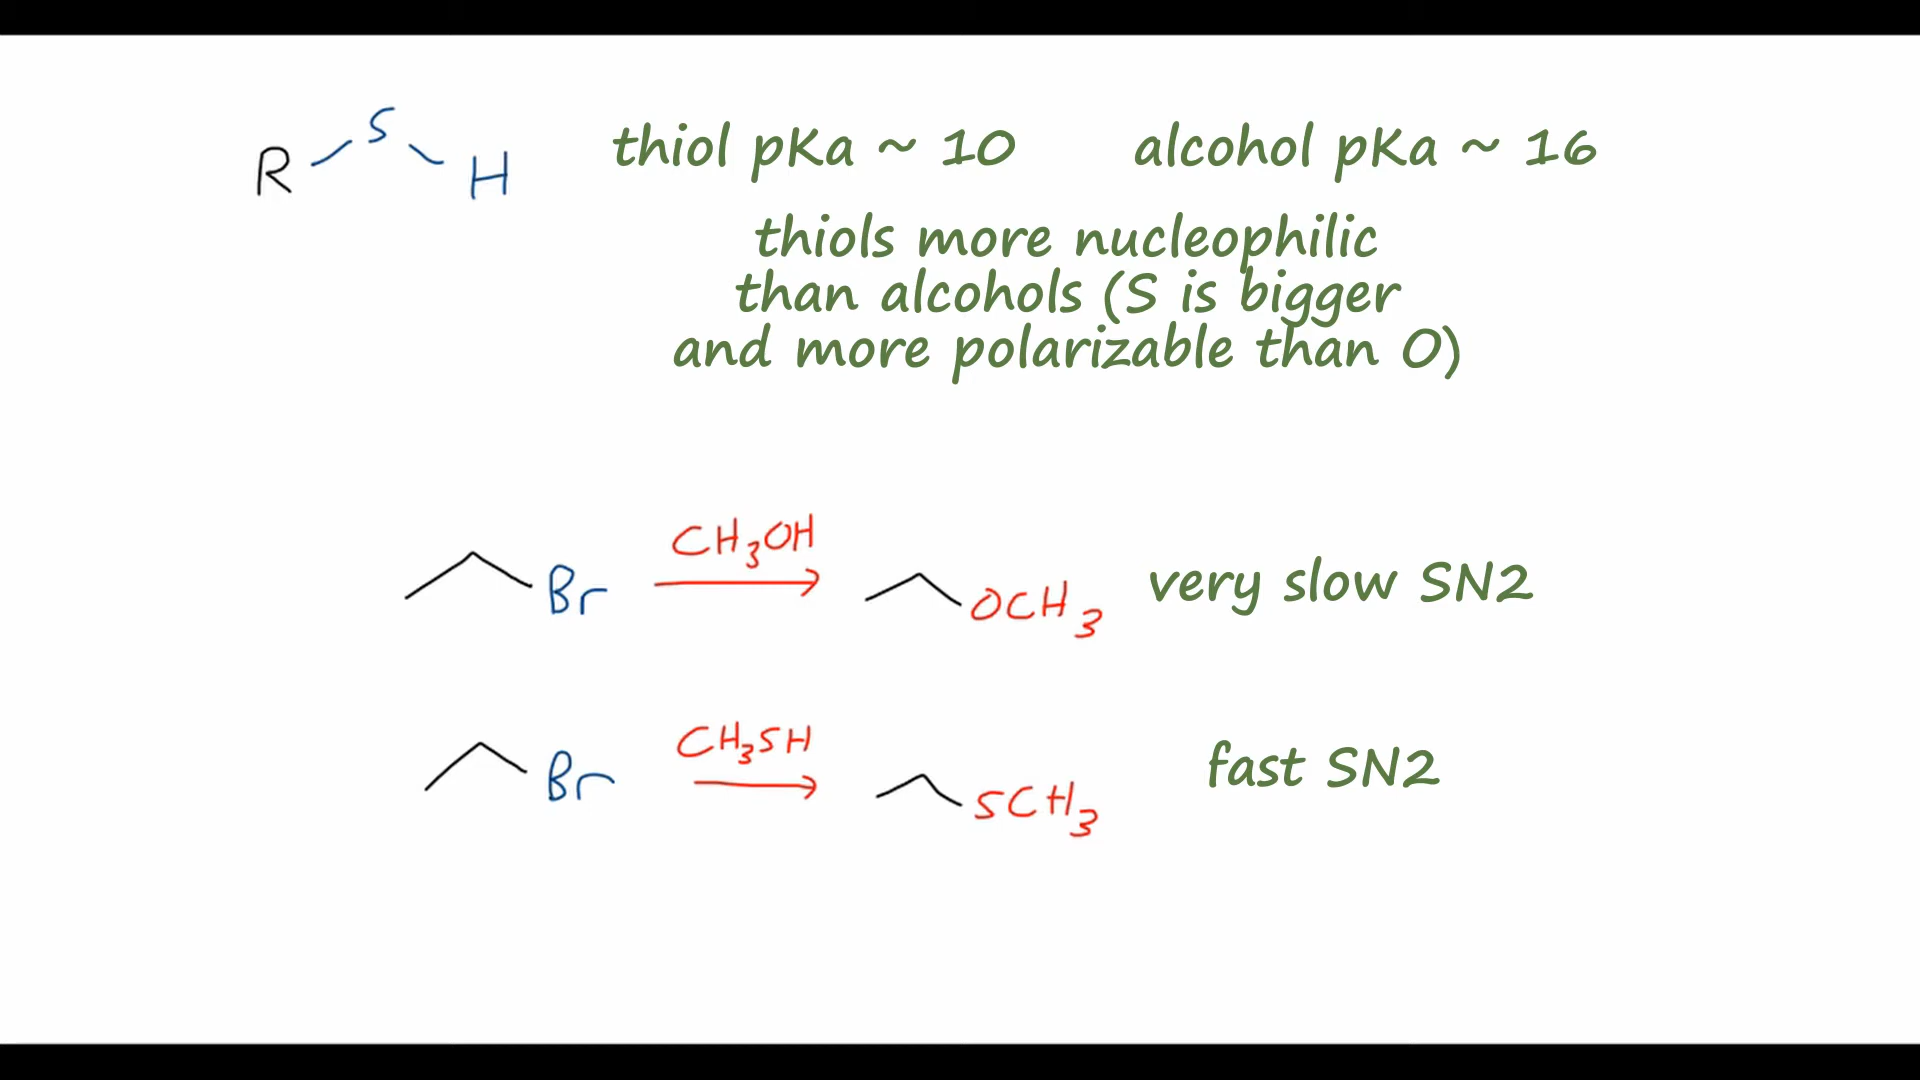 R S H
thiol pKa ~ 10 alcohol pKa ~ 16
thiols more nucleophilic
than alcohols (S is bigger
and more polarizable than O)
CH3OH
Br OCH3 very slow SN2
CH3SH
Br SCH3 fast SN2